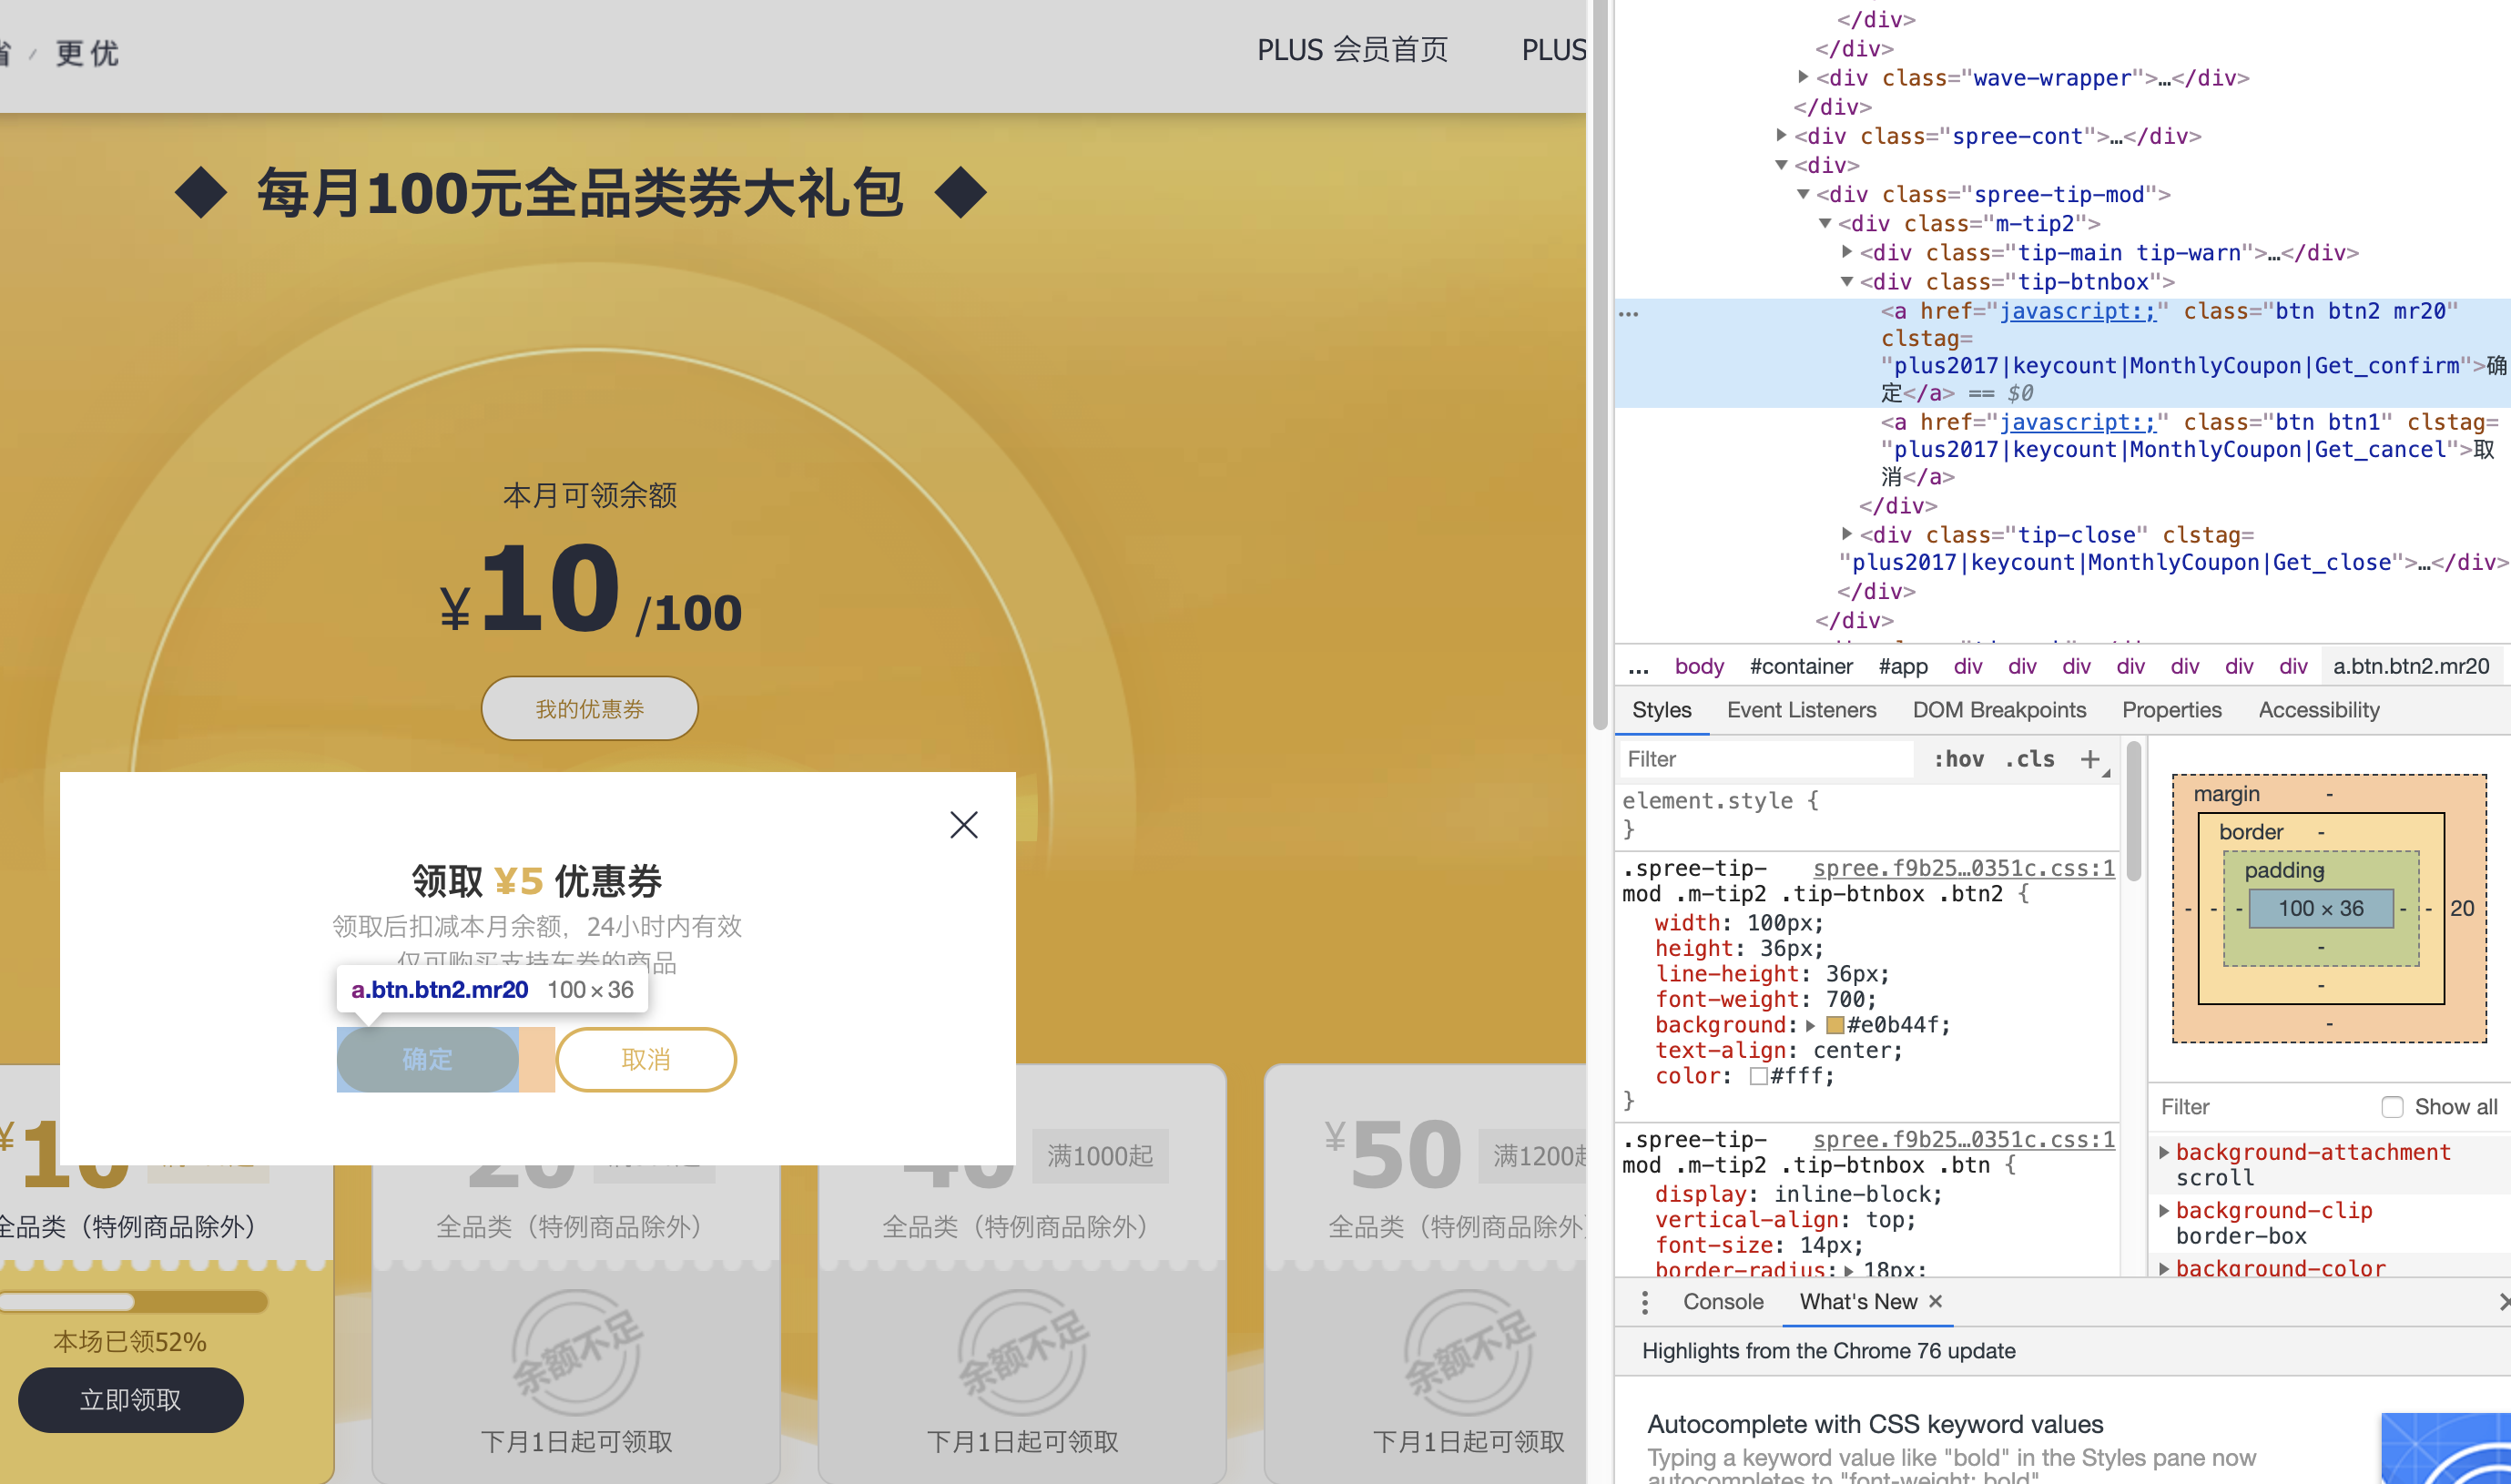 省 / 更优
PLUS 会员首页
PLUS
◆ 每月100元全品类券大礼包 ◆
本月可领余额
¥10 /100
我的优惠券
领取 ¥5 优惠券
领取后扣减本月余额，24小时内有效
仅可购买支持东券的商品
a.btn.btn2.mr20 100 × 36
确定
取消
¥10
全品类（特例商品除外）
本场已领52%
立即领取
20
全品类（特例商品除外）
余额不足
下月1日起可领取
40 满1000起
全品类（特例商品除外）
余额不足
下月1日起可领取
¥50 满1200起
全品类（特例商品除外）
余额不足
下月1日起可领取
</div>
</div>
<div class="wave-wrapper">…</div>
</div>
<div class="spree-cont">…</div>
<div>
<div class="spree-tip-mod">
<div class="m-tip2">
<div class="tip-main tip-warn">…</div>
<div class="tip-btnbox">
… <a href="javascript:;" class="btn btn2 mr20"
clstag=
"plus2017|keycount|MonthlyCoupon|Get_confirm">确
定</a> == $0
<a href="javascript:;" class="btn btn1" clstag=
"plus2017|keycount|MonthlyCoupon|Get_cancel">取
消</a>
</div>
<div class="tip-close" clstag=
"plus2017|keycount|MonthlyCoupon|Get_close">…</div>
</div>
</div>
… body #container #app div div div div div div div a.btn.btn2.mr20
Styles Event Listeners DOM Breakpoints Properties Accessibility
Filter :hov .cls +
element.style {
}
.spree-tip- spree.f9b25…0351c.css:1
mod .m-tip2 .tip-btnbox .btn2 {
width: 100px;
height: 36px;
line-height: 36px;
font-weight: 700;
background: #e0b44f;
text-align: center;
color: #fff;
}
.spree-tip- spree.f9b25…0351c.css:1
mod .m-tip2 .tip-btnbox .btn {
display: inline-block;
vertical-align: top;
font-size: 14px;
border-radius: 18px;
margin -
border -
padding -
- - - 100 × 36 - - 20
-
-
-
Filter Show all
background-attachment
scroll
background-clip
border-box
background-color
Console What's New ×
Highlights from the Chrome 76 update
Autocomplete with CSS keyword values
Typing a keyword value like "bold" in the Styles pane now
autocompletes to "font-weight: bold"